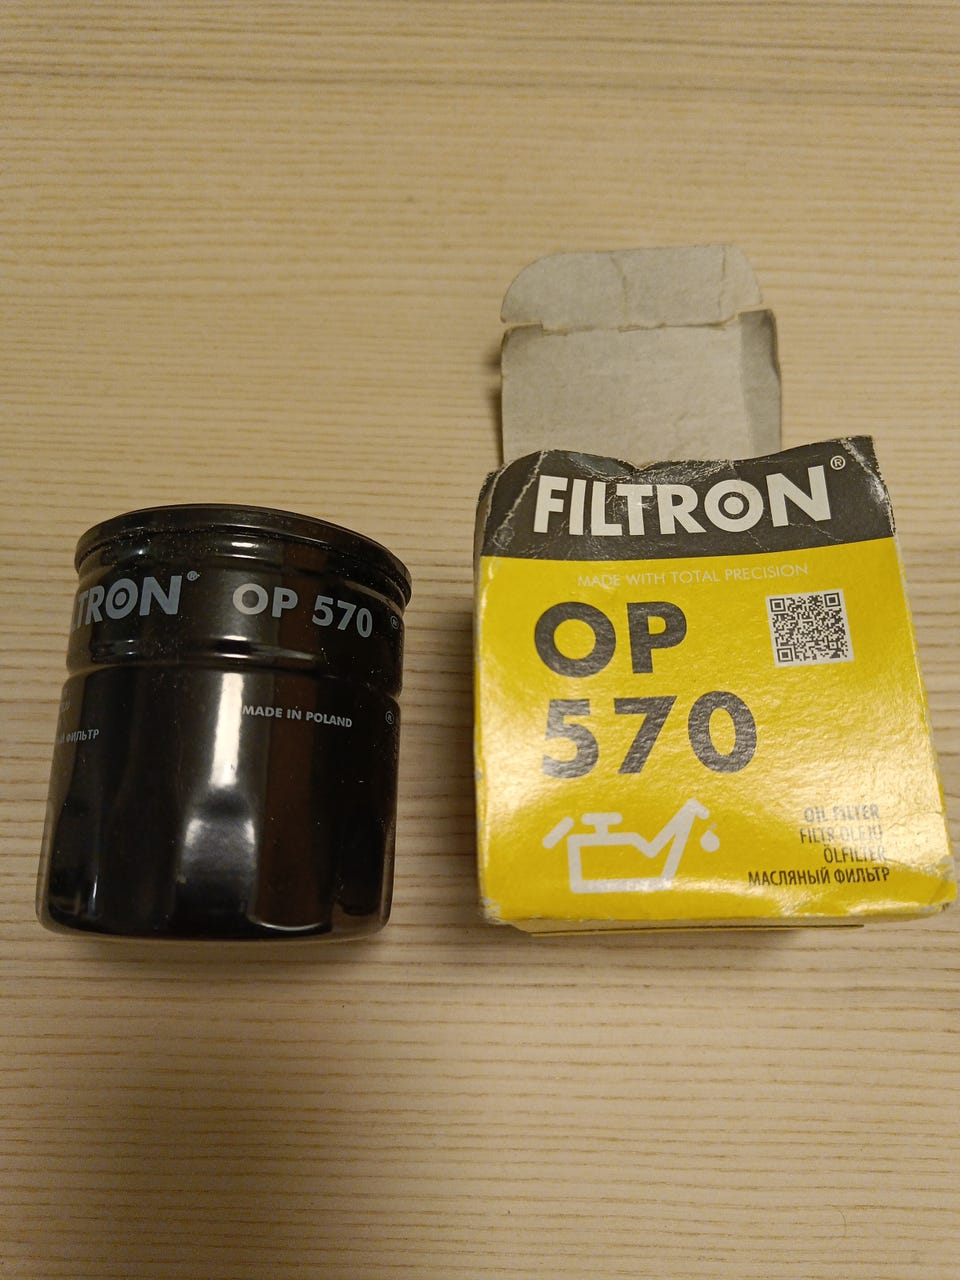 TRON®
OP 570
MADE IN POLAND
ФИЛЬТР
FILTRON®
MADE WITH TOTAL PRECISION
OP
570
OIL FILTER
FILTR OLEJU
ÖLFILTER
МАСЛЯНЫЙ ФИЛЬТР